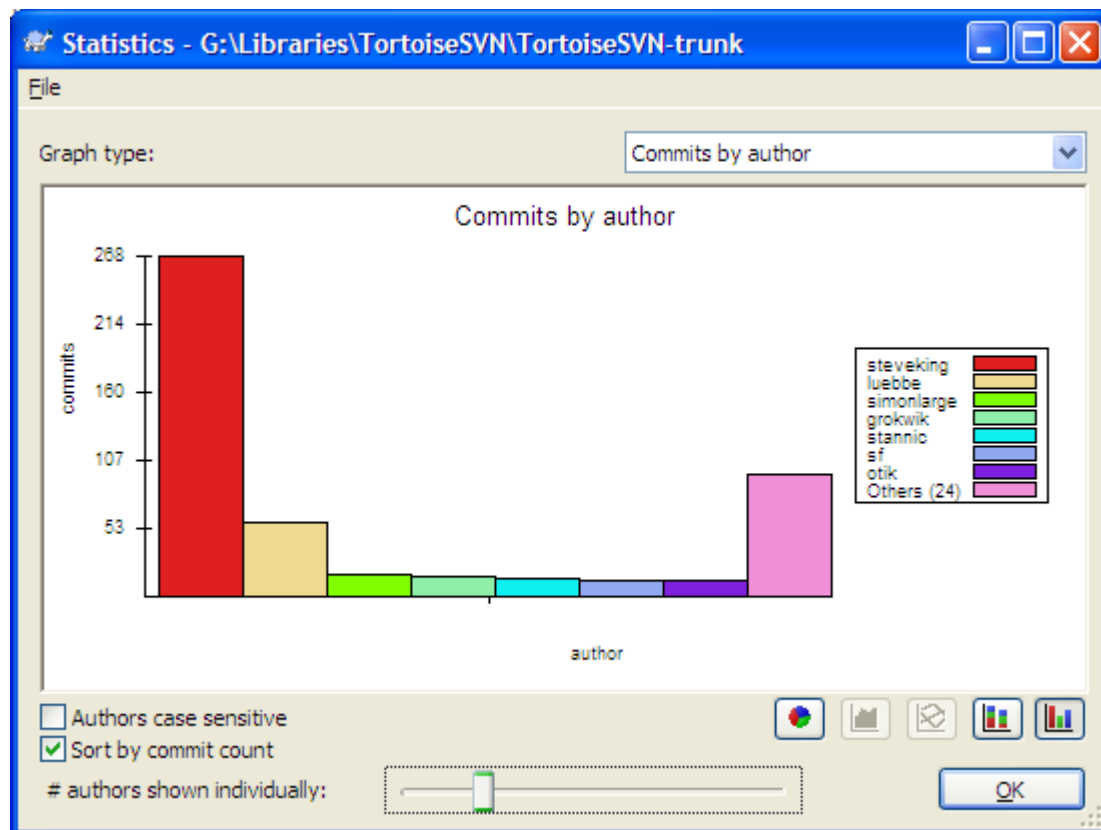 Statistics - G:\Libraries\TortoiseSVN\TortoiseSVN-trunk
File
Graph type:
Commits by author
Commits by author
268
214
160
107
53
commits
author
steveking
luebbe
simonlarge
grokwik
stannic
sf
otik
Others (24)
Authors case sensitive
Sort by commit count
# authors shown individually:
OK